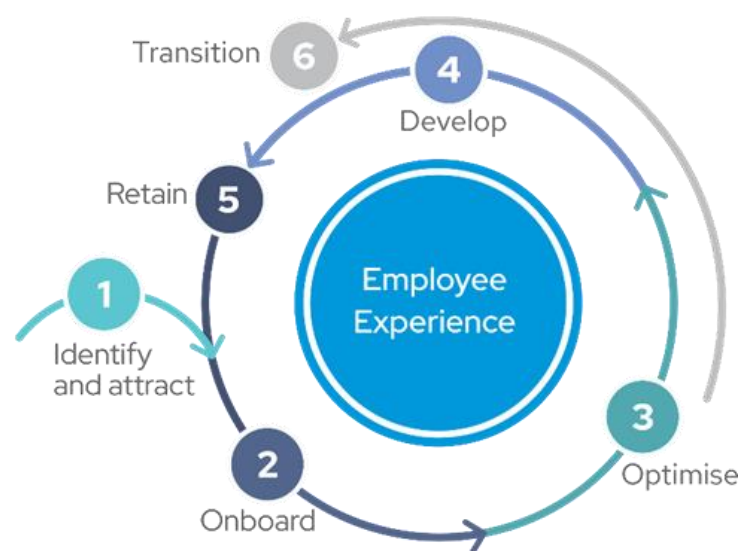 Transition
6
4
Develop
Retain
5
1
Identify
and attract
Employee
Experience
3
Optimise
2
Onboard